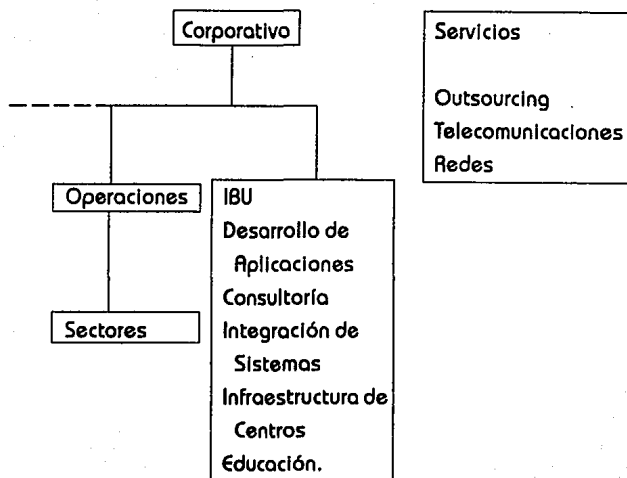 Corporativo
Servicios
Outsourcing
Telecomunicaciones
Redes
Operaciones
Sectores
IBU
Desarrollo de
Aplicaciones
Consultoría
Integración de
Sistemas
Infraestructura de
Centros
Educación.